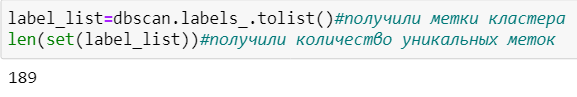 label_list=dbscan.labels_.tolist()#получили метки кластера
len(set(label_list))#получили количество уникальных меток
189